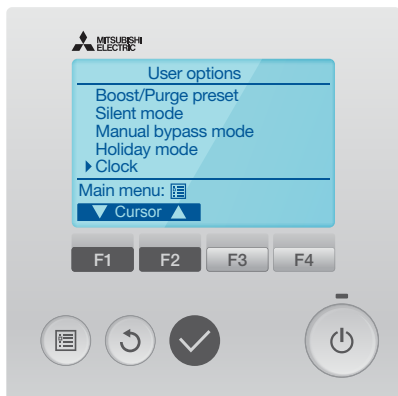 MITSUBISHI
ELECTRIC
User options
Boost/Purge preset
Silent mode
Manual bypass mode
Holiday mode
Clock
Main menu:
Cursor
F1 F2 F3 F4